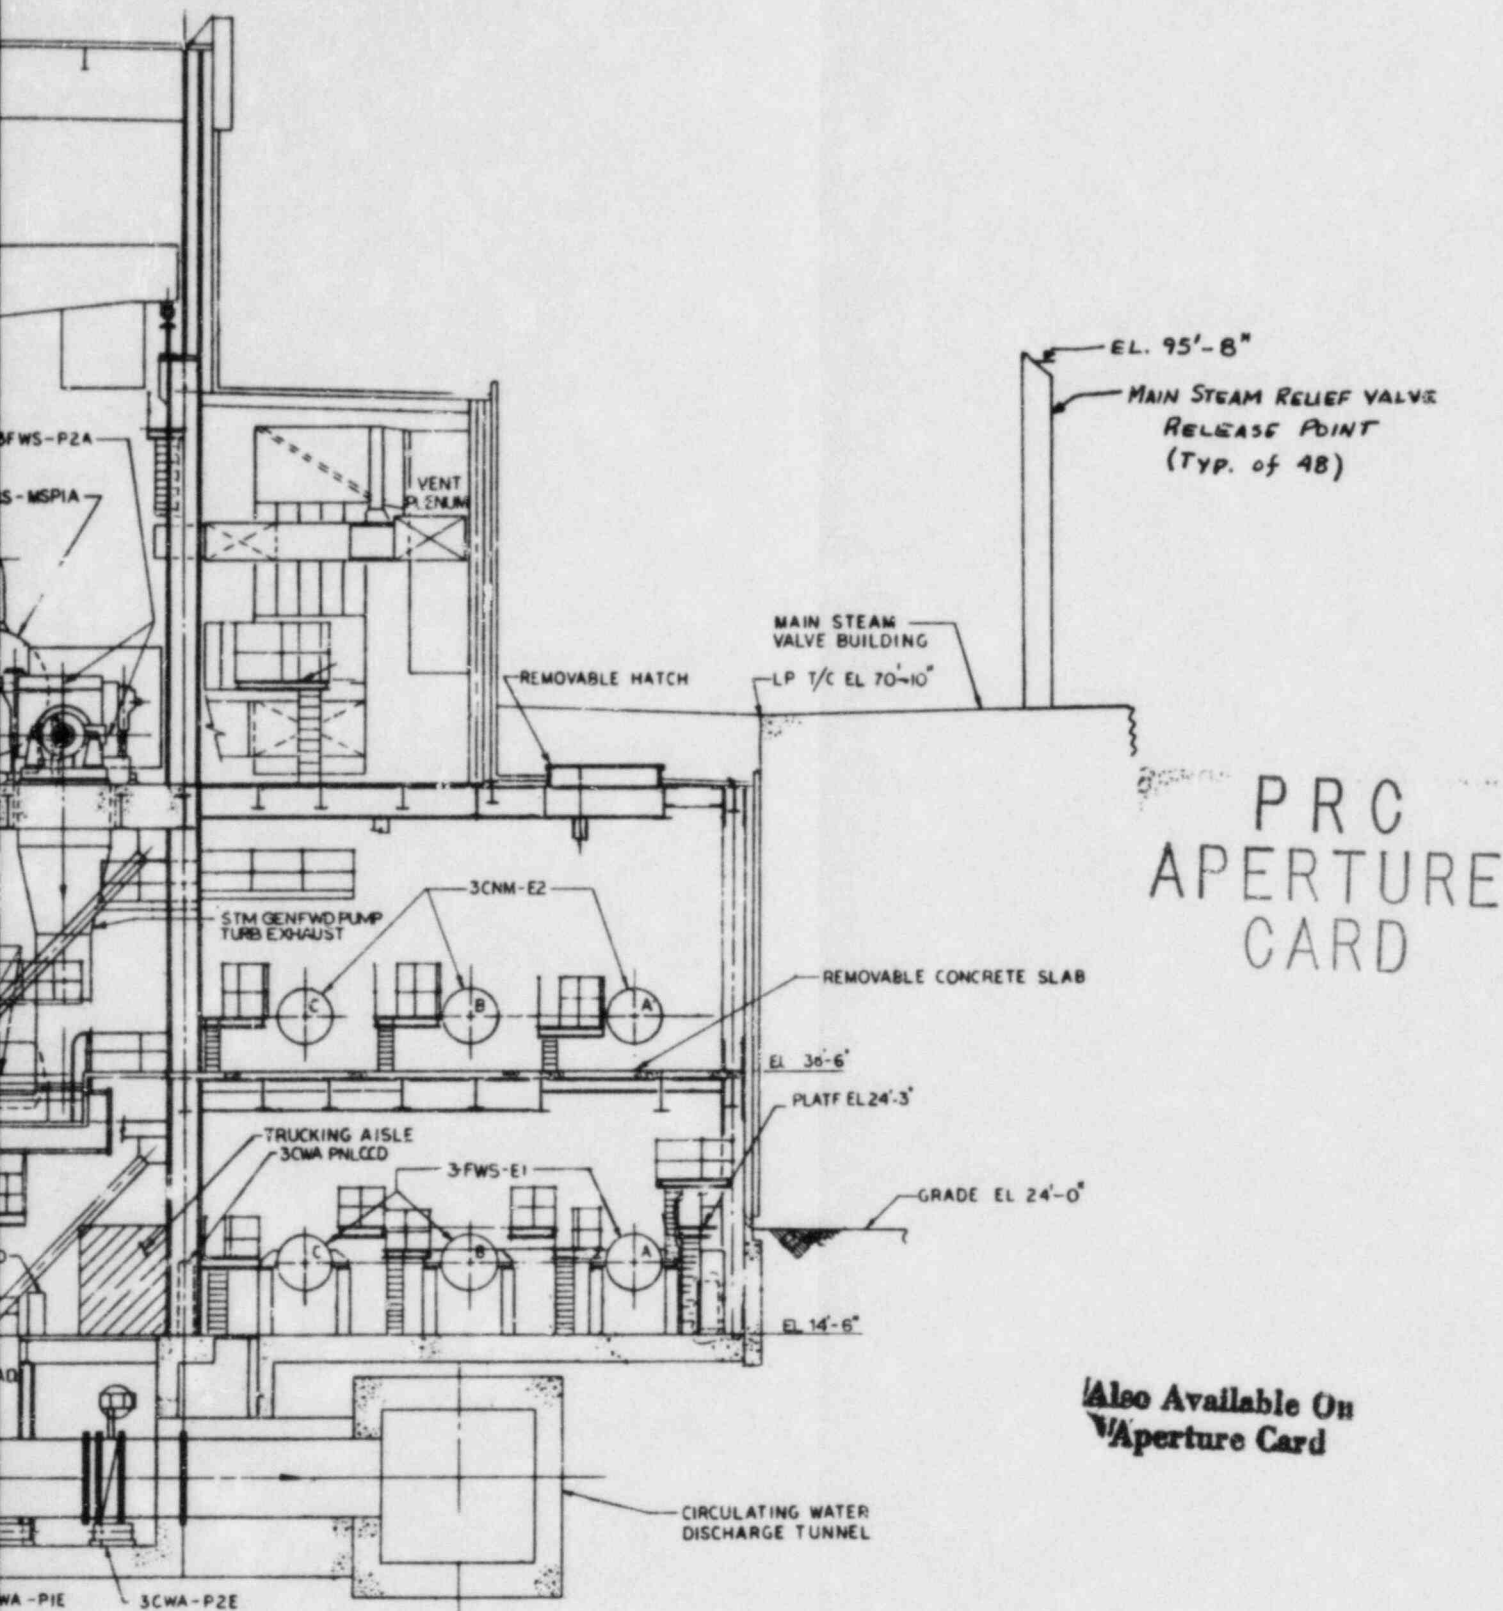 EL. 95'-8"
MAIN STEAM RELIEF VALVE
RELEASE POINT
(TYP. of 48)
3FWS-P2A
S-MSP1A
VENT
PLENUM
MAIN STEAM
VALVE BUILDING
REMOVABLE HATCH
LP T/C EL 70'-10"
PRC
APERTURE
CARD
3CNM-E2
STM GENFWD PUMP
TURB EXHAUST
C
B
A
REMOVABLE CONCRETE SLAB
EL 36'-6"
PLATF EL 24'-3"
TRUCKING AISLE
3CWA PNLCCD
3-FWS-E1
GRADE EL 24'-0"
C
B
A
EL 14'-6"
Also Available On
Aperture Card
CIRCULATING WATER
DISCHARGE TUNNEL
WA-P1E
3CWA-P2E